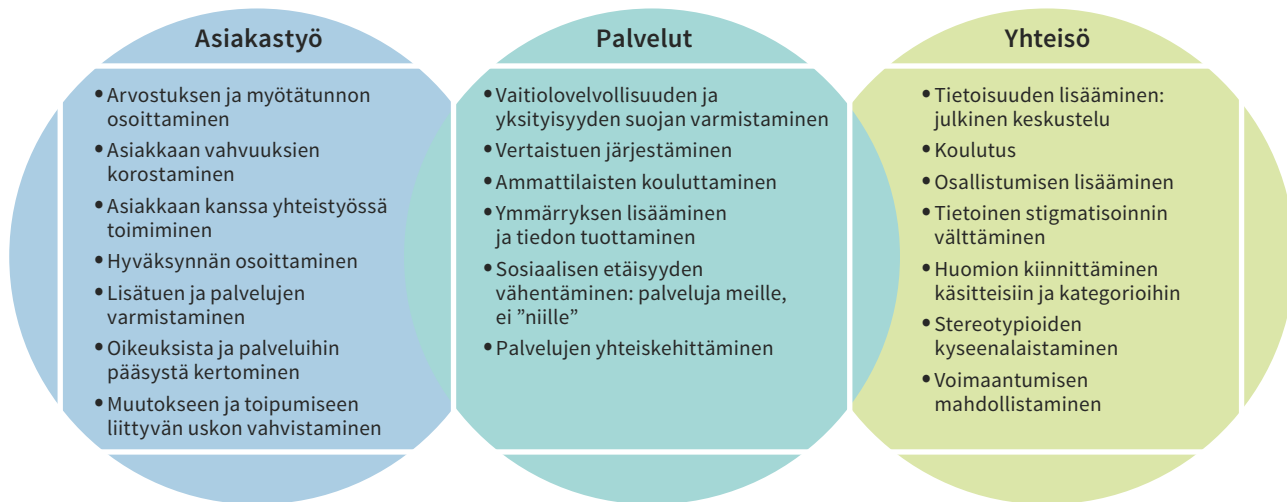 Asiakastyö
• Arvostuksen ja myötätunnon
osoittaminen
• Asiakkaan vahvuuksien
korostaminen
• Asiakkaan kanssa yhteistyössä
toimiminen
• Hyväksynnän osoittaminen
• Lisätuen ja palvelujen
varmistaminen
• Oikeuksista ja palveluihin
pääsystä kertominen
• Muutokseen ja toipumiseen
liittyvän uskon vahvistaminen
Palvelut
• Vaitiolovelvollisuuden ja
yksityisyyden suojan varmistaminen
• Vertaistuen järjestäminen
• Ammattilaisten kouluttaminen
• Ymmärryksen lisääminen
ja tiedon tuottaminen
• Sosiaalisen etäisyyden
vähentäminen: palveluja meille,
ei ”niille”
• Palvelujen yhteiskehittäminen
Yhteisö
• Tietoisuuden lisääminen:
julkinen keskustelu
• Koulutus
• Osallistumisen lisääminen
• Tietoinen stigmatisoinnin
välttäminen
• Huomion kiinnittäminen
käsitteisiin ja kategorioihin
• Stereotypioiden
kyseenalaistaminen
• Voimaantumisen
mahdollistaminen